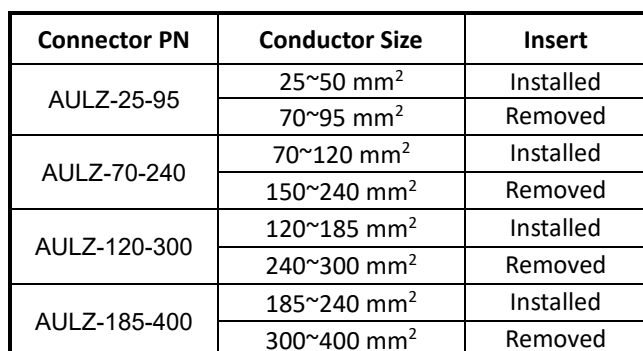 Connector PN Conductor Size Insert
AULZ-25-95 25~50 mm² Installed
70~95 mm² Removed
AULZ-70-240 70~120 mm² Installed
150~240 mm² Removed
AULZ-120-300 120~185 mm² Installed
240~300 mm² Removed
AULZ-185-400 185~240 mm² Installed
300~400 mm² Removed